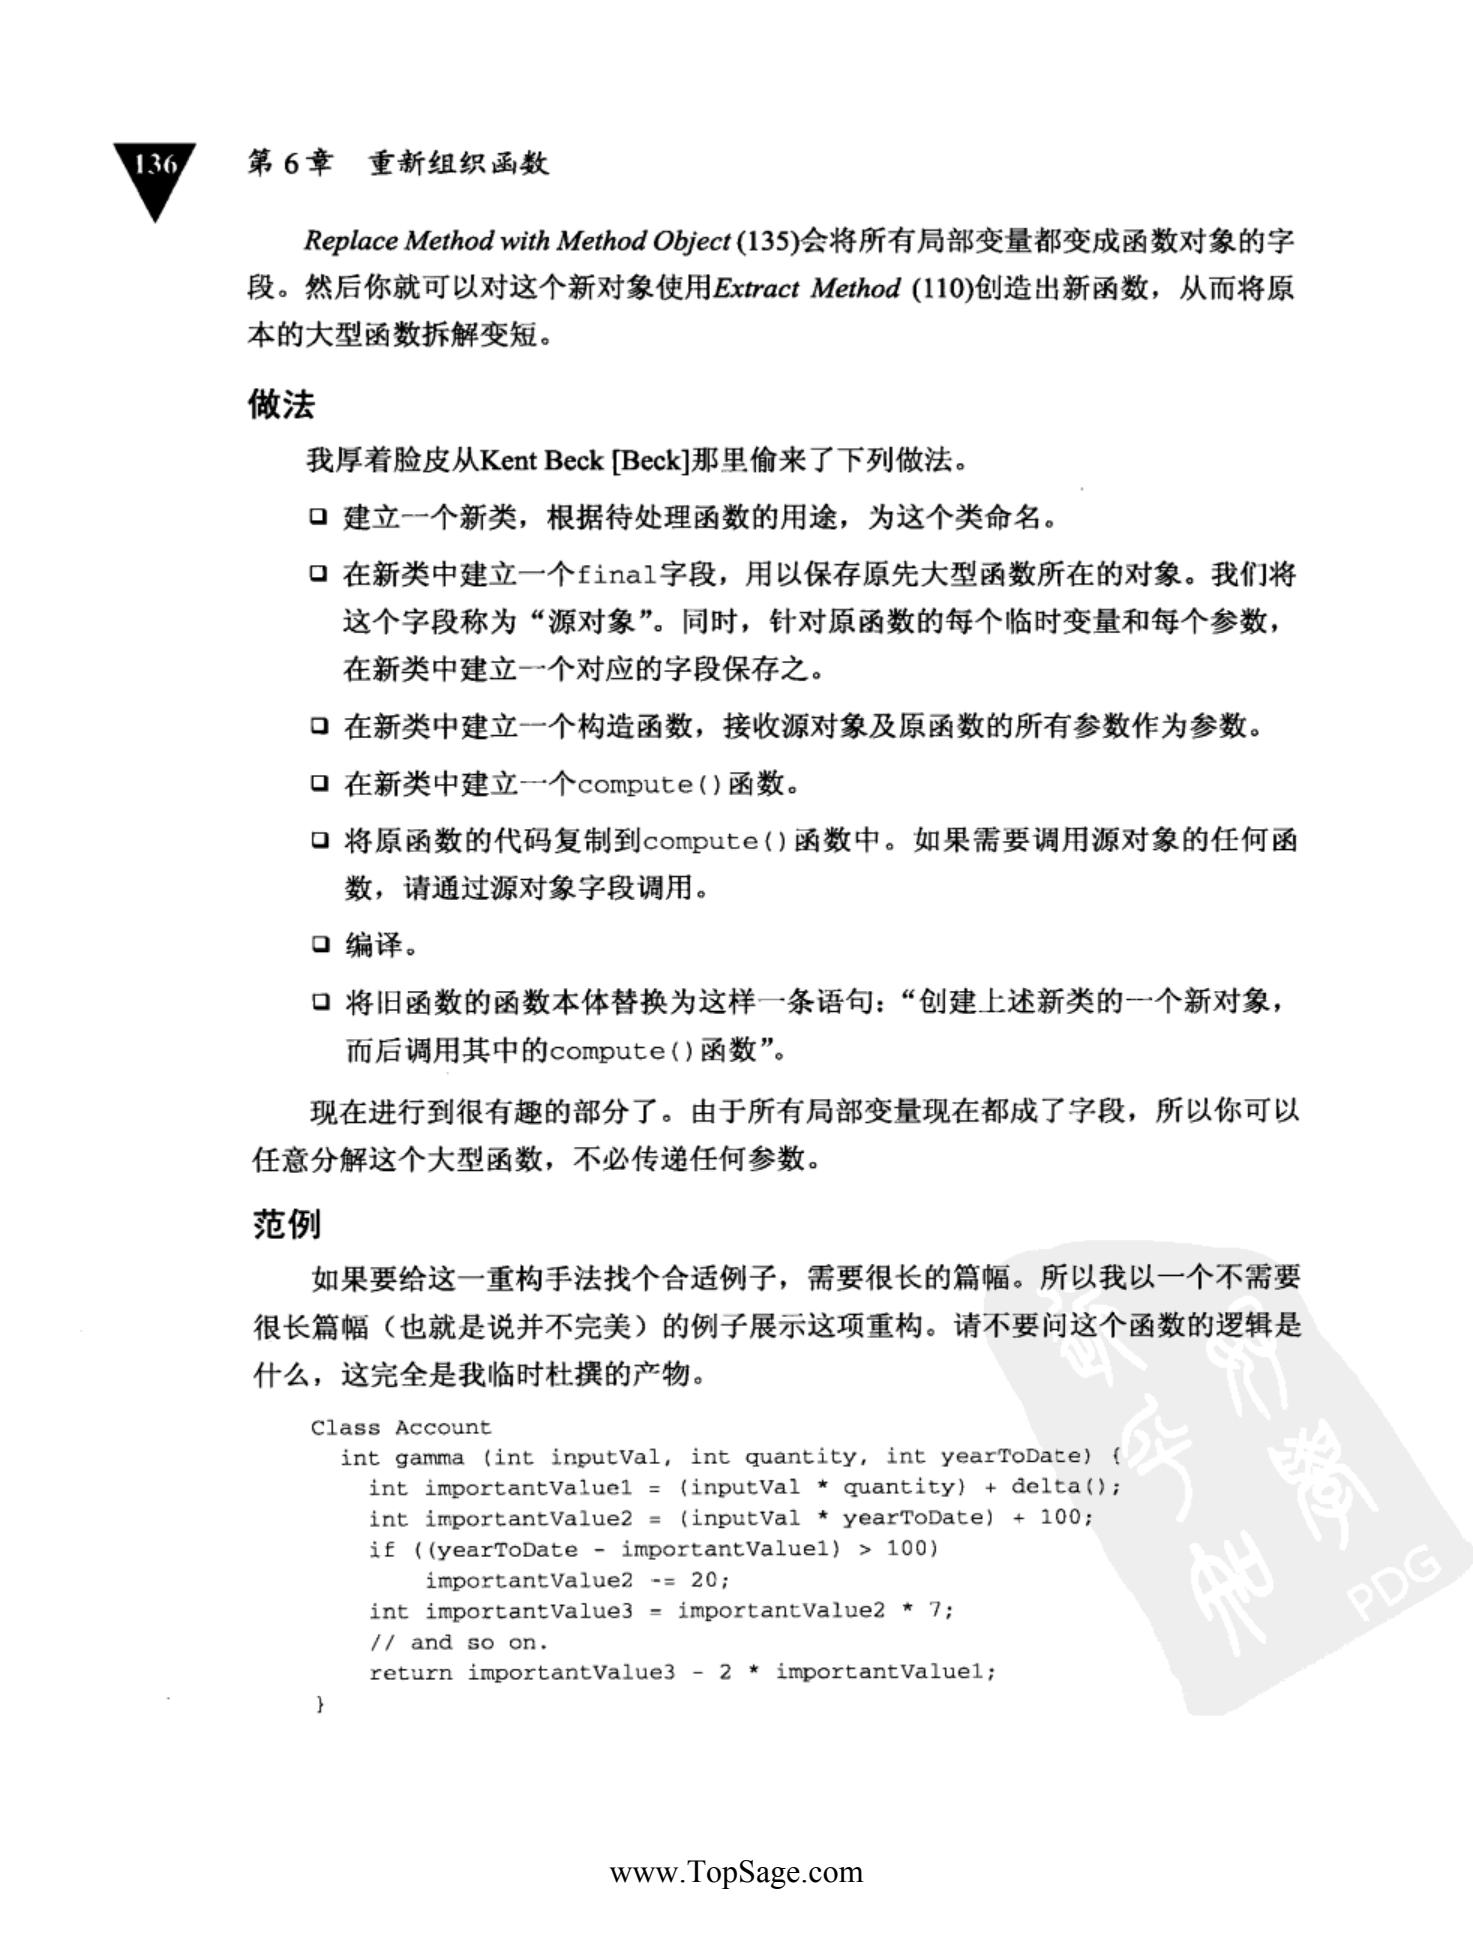 136
第 6 章 重新组织函数
Replace Method with Method Object (135)会将所有局部变量都变成函数对象的字
段。然后你就可以对这个新对象使用Extract Method (110)创造出新函数，从而将原
本的大型函数拆解变短。
做法
我厚着脸皮从Kent Beck [Beck]那里偷来了下列做法。
❑ 建立一个新类，根据待处理函数的用途，为这个类命名。
❑ 在新类中建立一个final字段，用以保存原先大型函数所在的对象。我们将
这个字段称为“源对象”。同时，针对原函数的每个临时变量和每个参数，
在新类中建立一个对应的字段保存之。
❑ 在新类中建立一个构造函数，接收源对象及原函数的所有参数作为参数。
❑ 在新类中建立一个compute()函数。
❑ 将原函数的代码复制到compute()函数中。如果需要调用源对象的任何函
数，请通过源对象字段调用。
❑ 编译。
❑ 将旧函数的函数本体替换为这样一条语句：“创建上述新类的一个新对象，
而后调用其中的compute()函数”。
现在进行到很有趣的部分了。由于所有局部变量现在都成了字段，所以你可以
任意分解这个大型函数，不必传递任何参数。
范例
如果要给这一重构手法找个合适例子，需要很长的篇幅。所以我以一个不需要
很长篇幅（也就是说并不完美）的例子展示这项重构。请不要问这个函数的逻辑是
什么，这完全是我临时杜撰的产物。
Class Account
int gamma (int inputVal, int quantity, int yearToDate) {
int importantValue1 = (inputVal * quantity) + delta();
int importantValue2 = (inputVal * yearToDate) + 100;
if ((yearToDate - importantValue1) > 100)
importantValue2 -= 20;
int importantValue3 = importantValue2 * 7;
// and so on.
return importantValue3 - 2 * importantValue1;
}
PDG
www.TopSage.com